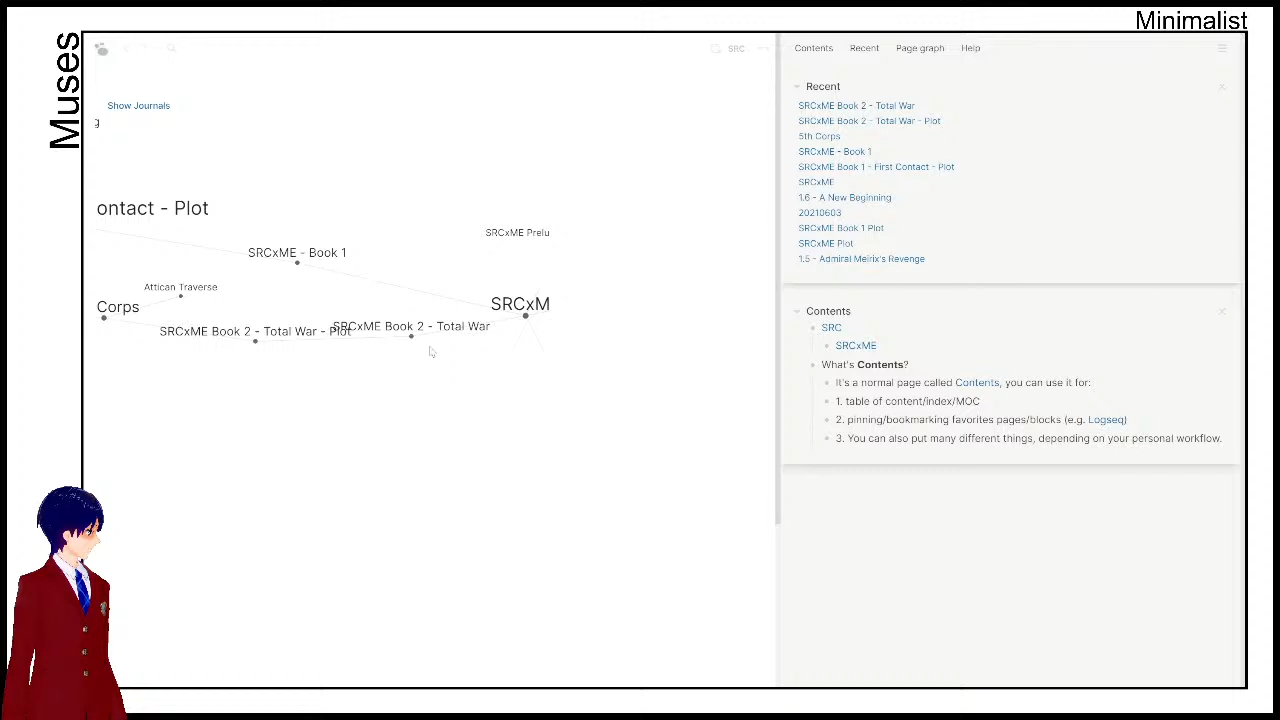 Minimalist
Muses
SRC
Show Journals
g
ontact - Plot
SRCxME - Book 1
SRCxME Prelu
Attican Traverse
Corps
SRCxM
SRCxME Book 2 - Total War - Plot
SRCxME Book 2 - Total War
Contents Recent Page graph Help
Recent
SRCxME Book 2 - Total War
SRCxME Book 2 - Total War - Plot
5th Corps
SRCxME - Book 1
SRCxME Book 1 - First Contact - Plot
SRCxME
1.6 - A New Beginning
20210603
SRCxME Book 1 Plot
SRCxME Plot
1.5 - Admiral Meirix's Revenge
Contents
SRC
SRCxME
What's Contents?
It's a normal page called Contents, you can use it for:
1. table of content/index/MOC
2. pinning/bookmarking favorites pages/blocks (e.g. Logseq)
3. You can also put many different things, depending on your personal workflow.